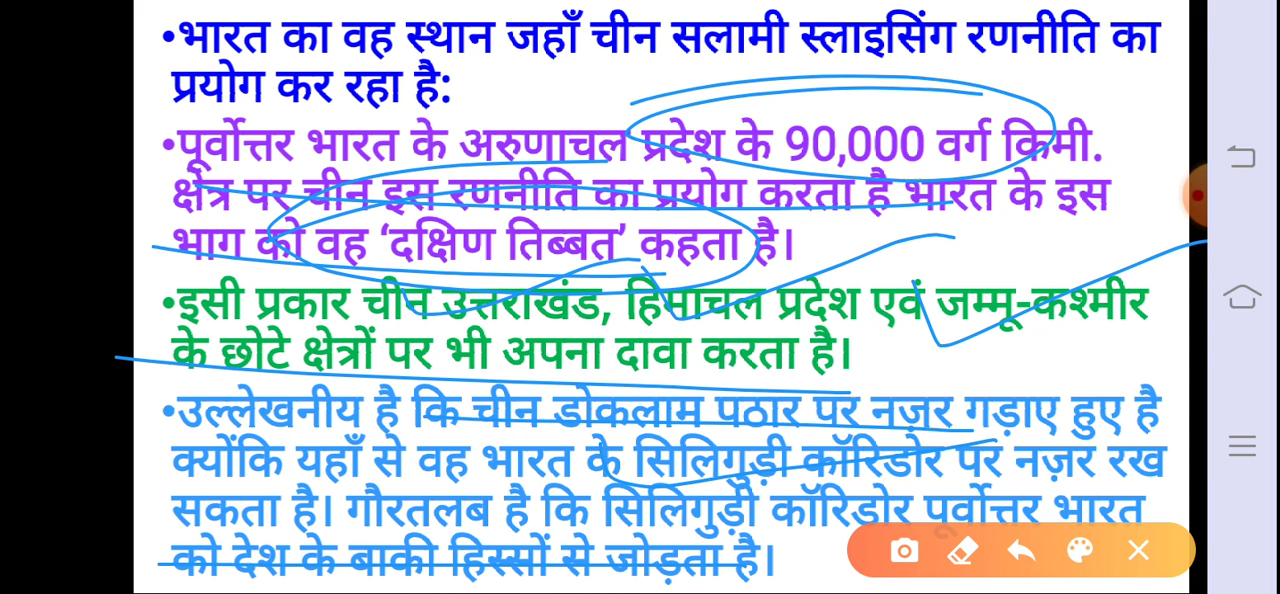 •भारत का वह स्थान जहाँ चीन सलामी स्लाइसिंग रणनीति का
प्रयोग कर रहा है:
•पूर्वोत्तर भारत के अरुणाचल प्रदेश के 90,000 वर्ग किमी.
क्षेत्र पर चीन इस रणनीति का प्रयोग करता है भारत के इस
भाग को वह ‘दक्षिण तिब्बत’ कहता है।
•इसी प्रकार चीन उत्तराखंड, हिमाचल प्रदेश एवं जम्मू-कश्मीर
के छोटे क्षेत्रों पर भी अपना दावा करता है।
•उल्लेखनीय है कि चीन डोकलाम पठार पर नज़र गड़ाए हुए है
क्योंकि यहाँ से वह भारत के सिलिगुड़ी कॉरिडोर पर नज़र रख
सकता है। गौरतलब है कि सिलिगुड़ी कॉरिडोर पूर्वोत्तर भारत
को देश के बाकी हिस्सों से जोड़ता है।